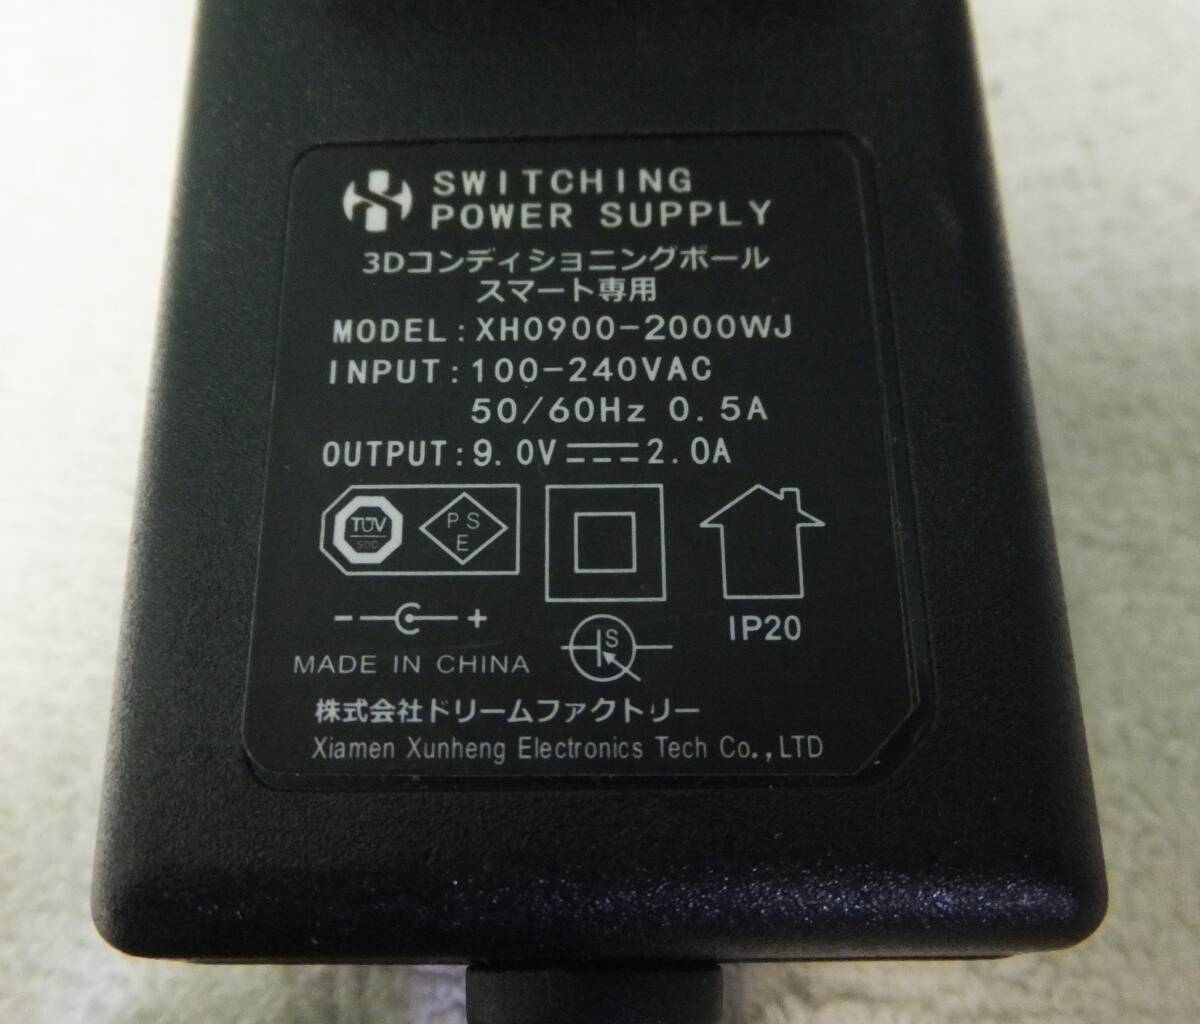 SWITCHING
POWER SUPPLY
3Dコンディショニングボール
スマート専用
MODEL:XH0900-2000WJ
INPUT:100-240VAC
50/60Hz 0.5A
OUTPUT:9.0V⎓2.0A
TÜV
SÜD
PS
E
- +
S
IP20
MADE IN CHINA
株式会社ドリームファクトリー
Xiamen Xunheng Electronics Tech Co.,LTD